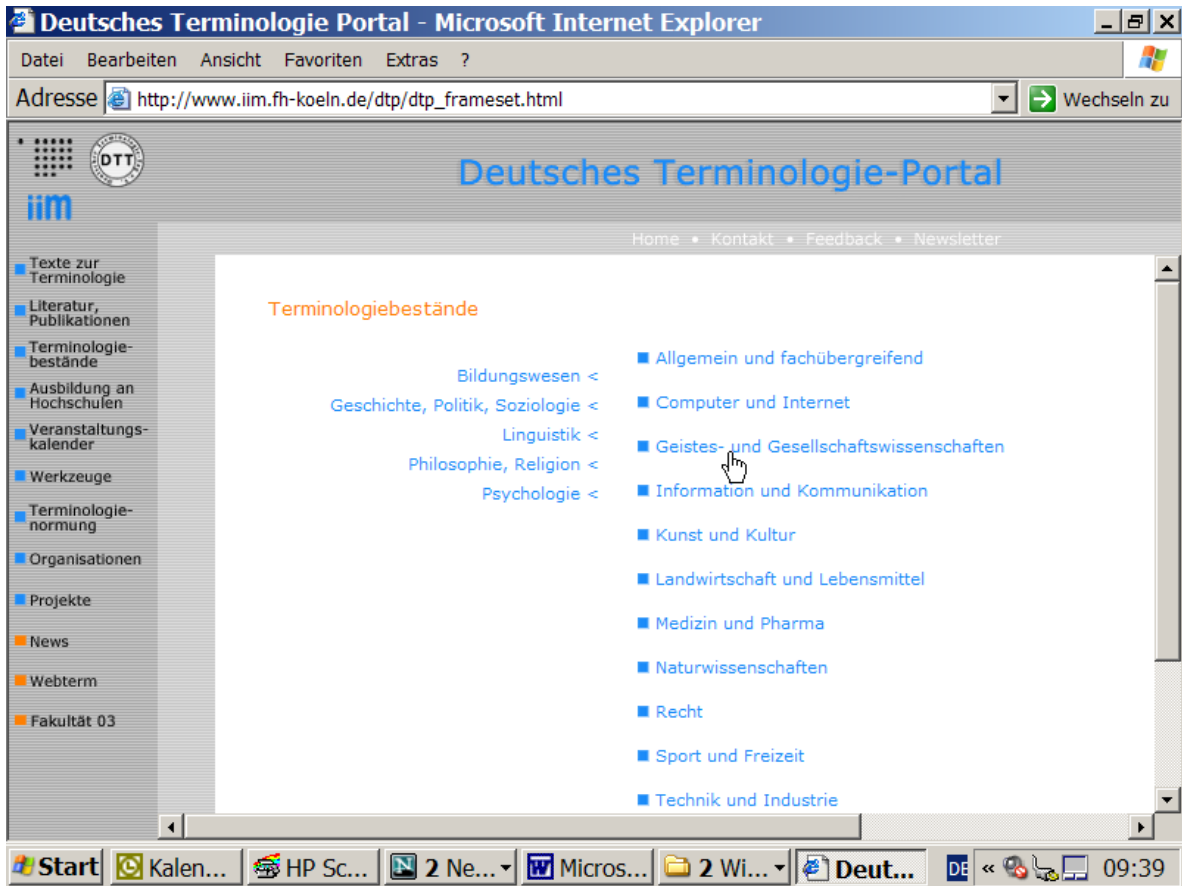 Deutsches Terminologie Portal - Microsoft Internet Explorer
Datei Bearbeiten Ansicht Favoriten Extras ?
Adresse http://www.iim.fh-koeln.de/dtp/dtp_frameset.html Wechseln zu
DTT
iim
Deutsches Terminologie-Portal
Home • Kontakt • Feedback • Newsletter
Texte zur
Terminologie
Literatur,
Publikationen
Terminologie-
bestände
Ausbildung an
Hochschulen
Veranstaltungs-
kalender
Werkzeuge
Terminologie-
normung
Organisationen
Projekte
News
Webterm
Fakultät 03
Terminologiebestände
Bildungswesen <
Geschichte, Politik, Soziologie <
Linguistik <
Philosophie, Religion <
Psychologie <
Allgemein und fachübergreifend
Computer und Internet
Geistes- und Gesellschaftswissenschaften
Information und Kommunikation
Kunst und Kultur
Landwirtschaft und Lebensmittel
Medizin und Pharma
Naturwissenschaften
Recht
Sport und Freizeit
Technik und Industrie
Start Kalen... HP Sc... 2 Ne... Micros... 2 Wi... Deut... DE « 09:39